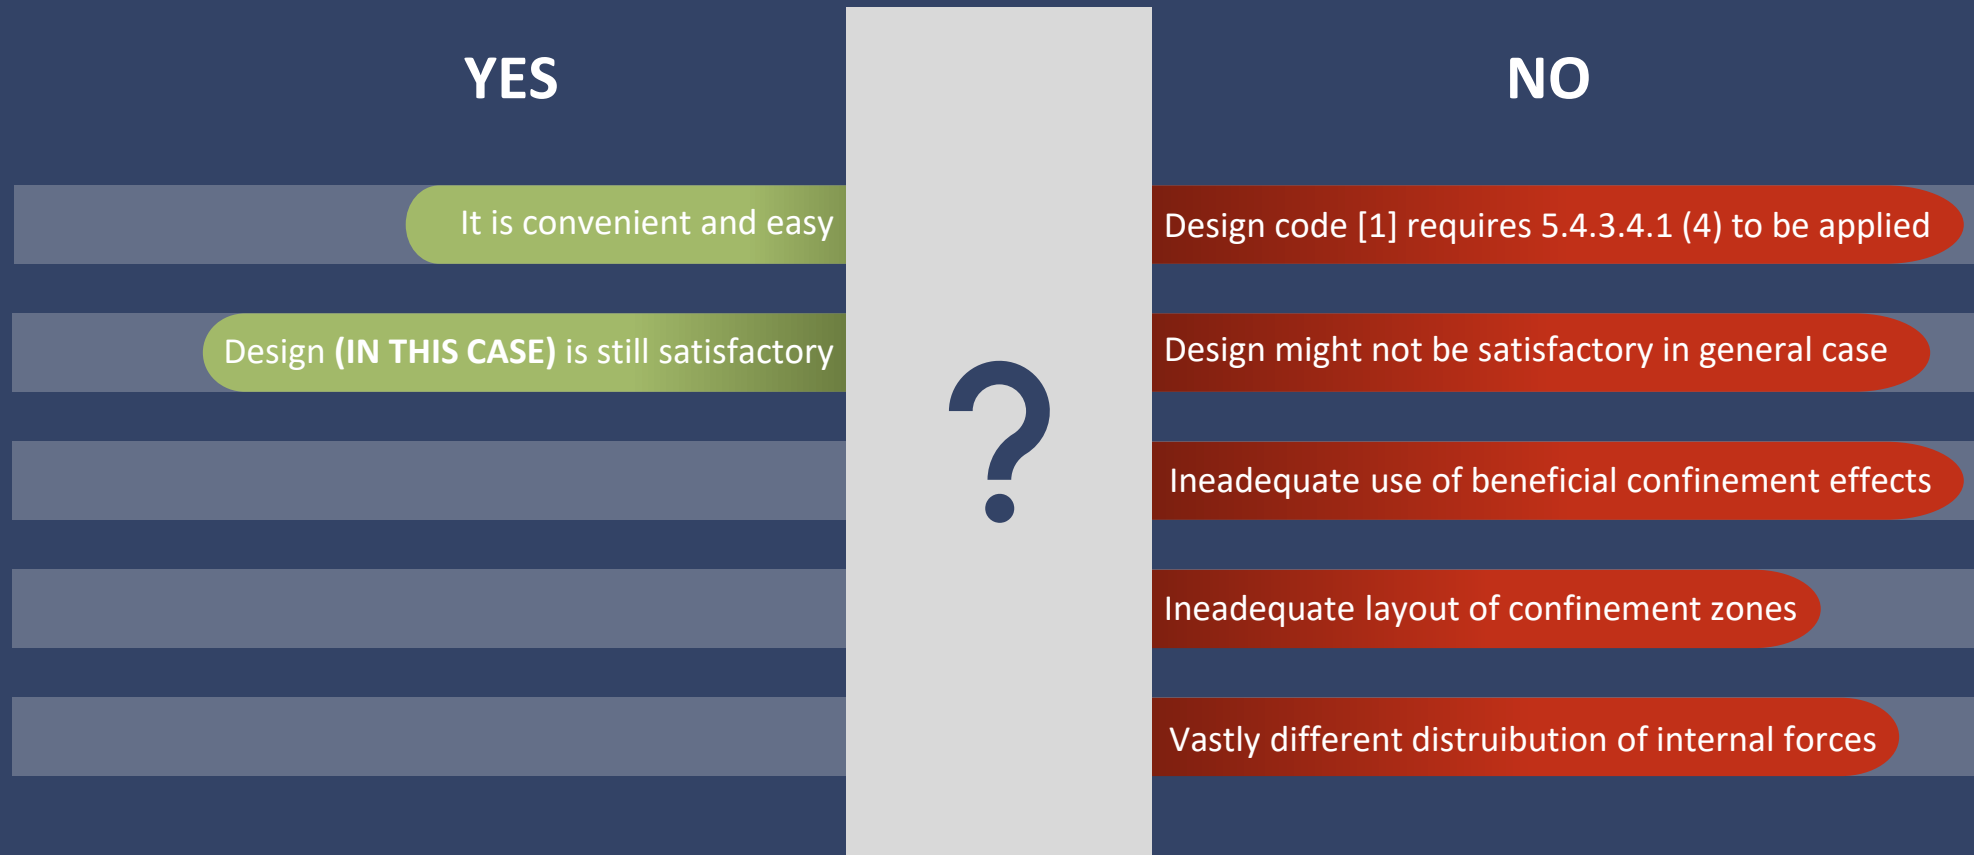 YES
It is convenient and easy
Design (IN THIS CASE) is still satisfactory
?
NO
Design code [1] requires 5.4.3.4.1 (4) to be applied
Design might not be satisfactory in general case
Ineadequate use of beneficial confinement effects
Ineadequate layout of confinement zones
Vastly different distruibution of internal forces